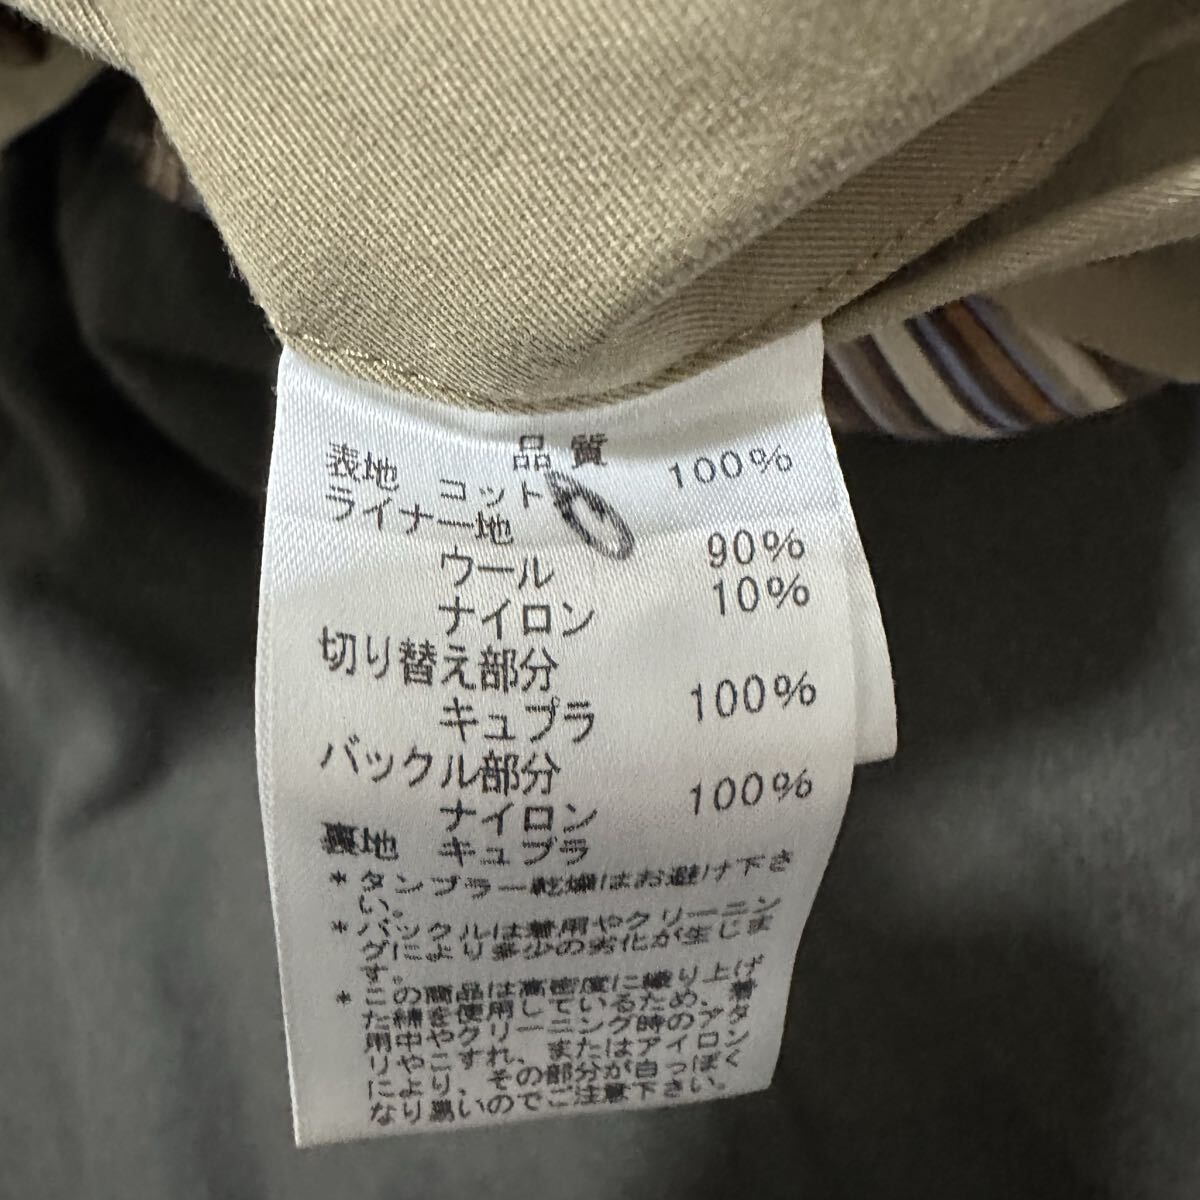 品質
表地 コットン 100%
ライナー地
ウール 90%
ナイロン 10%
切り替え部分
キュプラ 100%
バックル部分
ナイロン 100%
裏地 キュプラ
*タンブラー乾燥はお避け下さ
い。
*バックルは着用やクリーニン
グにより多少の劣化が生じま
す。
*この商品は高密度に織り上げ
た綿を使用しているため、着
用中やクリーニング時のアタ
リやこすれ、またはアイロン
により、その部分が白っぽく
なり易いのでご注意下さい。